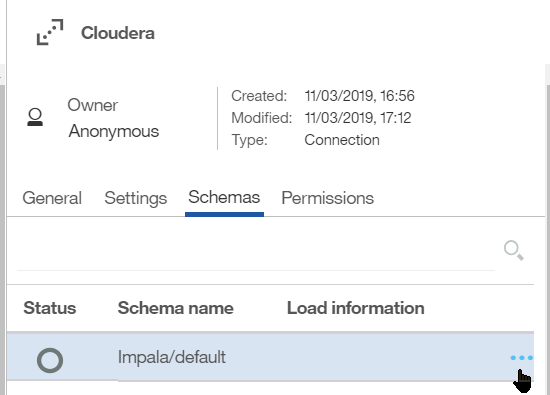 Cloudera
Owner
Anonymous
Created: 11/03/2019, 16:56
Modified: 11/03/2019, 17:12
Type: Connection
General Settings Schemas Permissions
Status Schema name Load information
Impala/default